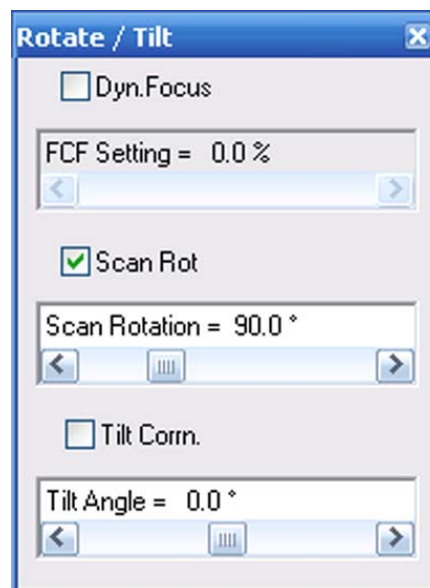 Rotate / Tilt
Dyn.Focus
FCF Setting = 0.0 %
Scan Rot
Scan Rotation = 90.0 °
Tilt Corrn.
Tilt Angle = 0.0 °